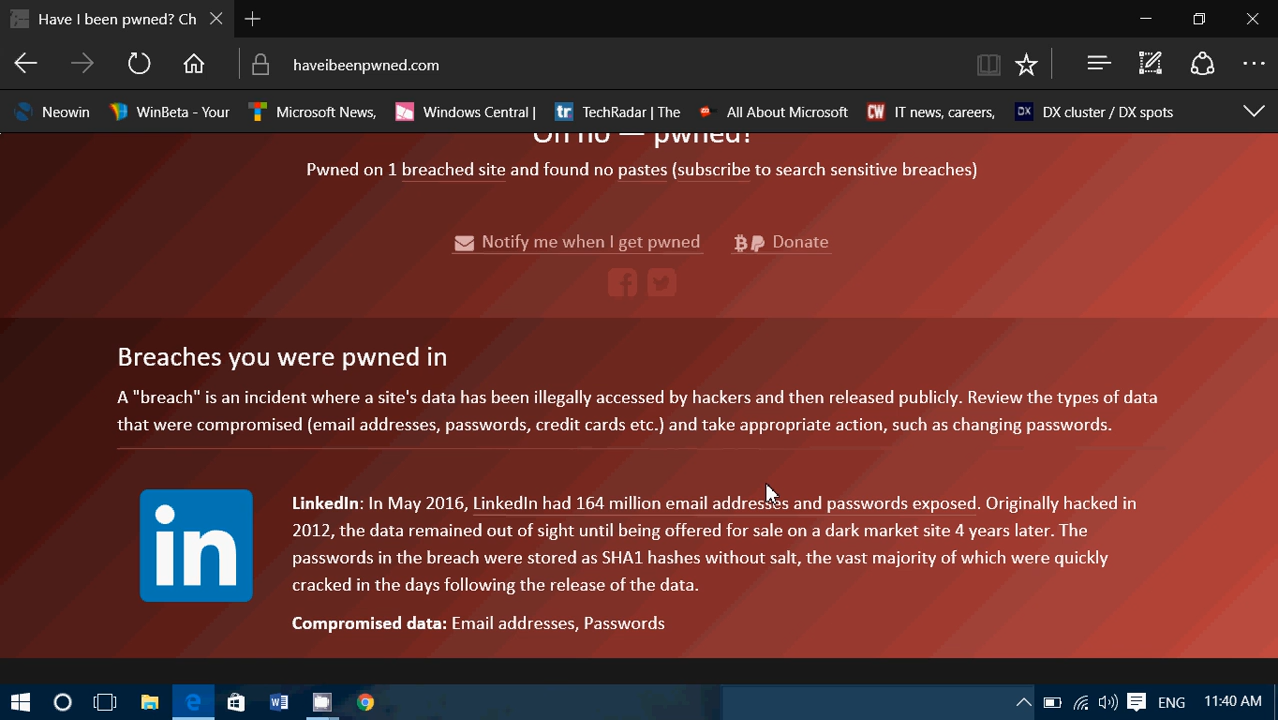 Have I been pwned? Ch
haveibeenpwned.com
Neowin WinBeta - Your Microsoft News, Windows Central | TechRadar | The All About Microsoft CW IT news, careers, DX DX cluster / DX spots
Oh no — pwned!
Pwned on 1 breached site and found no pastes (subscribe to search sensitive breaches)
Notify me when I get pwned Donate
Breaches you were pwned in
A "breach" is an incident where a site's data has been illegally accessed by hackers and then released publicly. Review the types of data
that were compromised (email addresses, passwords, credit cards etc.) and take appropriate action, such as changing passwords.
in
LinkedIn: In May 2016, LinkedIn had 164 million email addresses and passwords exposed. Originally hacked in
2012, the data remained out of sight until being offered for sale on a dark market site 4 years later. The
passwords in the breach were stored as SHA1 hashes without salt, the vast majority of which were quickly
cracked in the days following the release of the data.
Compromised data: Email addresses, Passwords
ENG 11:40 AM